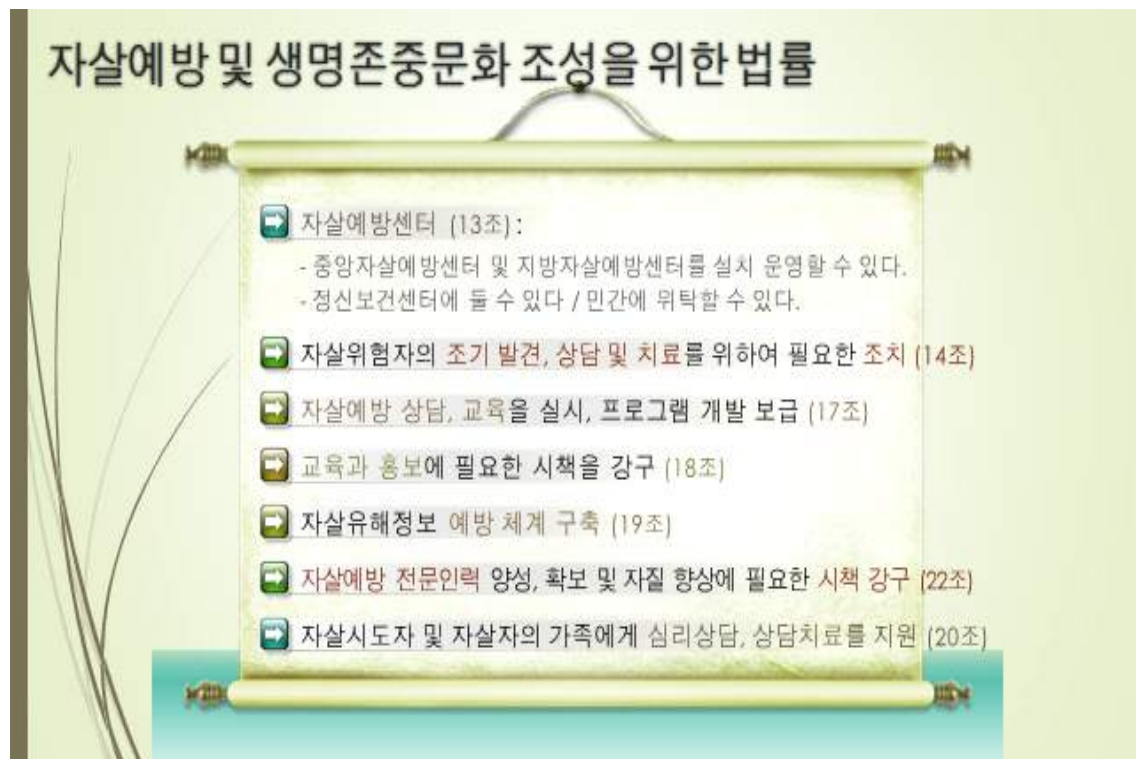 자살예방 및 생명존중문화 조성을 위한 법률
자살예방센터 (13조) :
- 중앙자살예방센터 및 지방자살예방센터를 설치 운영할 수 있다.
- 정신보건센터에 둘 수 있다 / 민간에 위탁할 수 있다.
자살위험자의 조기 발견, 상담 및 치료를 위하여 필요한 조치 (14조)
자살예방 상담, 교육을 실시, 프로그램 개발 보급 (17조)
교육과 홍보에 필요한 시책을 강구 (18조)
자살유해정보 예방 체계 구축 (19조)
자살예방 전문인력 양성, 확보 및 자질 향상에 필요한 시책 강구 (22조)
자살시도자 및 자살자의 가족에게 심리상담, 상담치료를 지원 (20조)